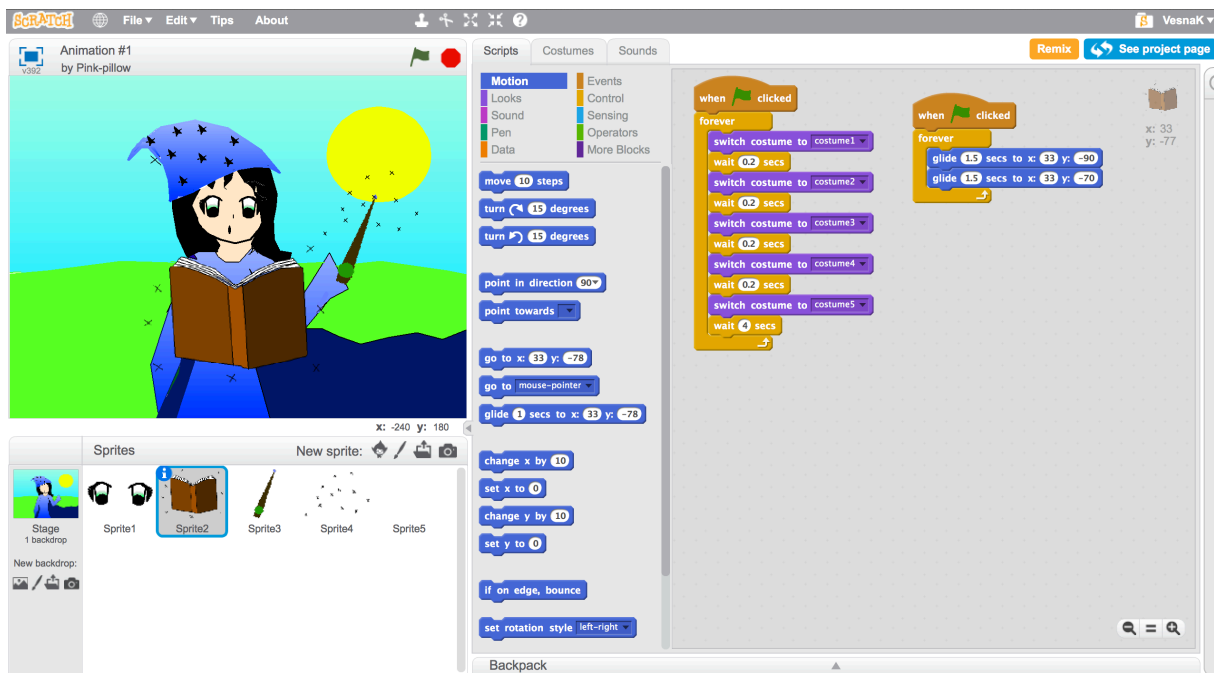 SCRATCH File▼ Edit▼ Tips About VesnaK▼
v392
Animation #1
by Pink-pillow
x: -240 y: 180
Sprites New sprite:
Stage
1 backdrop
New backdrop:
Sprite1 Sprite2 Sprite3 Sprite4 Sprite5
Scripts Costumes Sounds
Remix See project page
Motion Events
Looks Control
Sound Sensing
Pen Operators
Data More Blocks
move 10 steps
turn 15 degrees
turn 15 degrees
point in direction 90▼
point towards
go to x: 33 y: -78
go to mouse-pointer
glide 1 secs to x: 33 y: -78
change x by 10
set x to 0
change y by 10
set y to 0
if on edge, bounce
set rotation style left-right
when clicked
forever
switch costume to costume1
wait 0.2 secs
switch costume to costume2
wait 0.2 secs
switch costume to costume3
wait 0.2 secs
switch costume to costume4
wait 0.2 secs
switch costume to costume5
wait 4 secs
when clicked
forever
glide 1.5 secs to x: 33 y: -90
glide 1.5 secs to x: 33 y: -70
x: 33
y: -77
Backpack